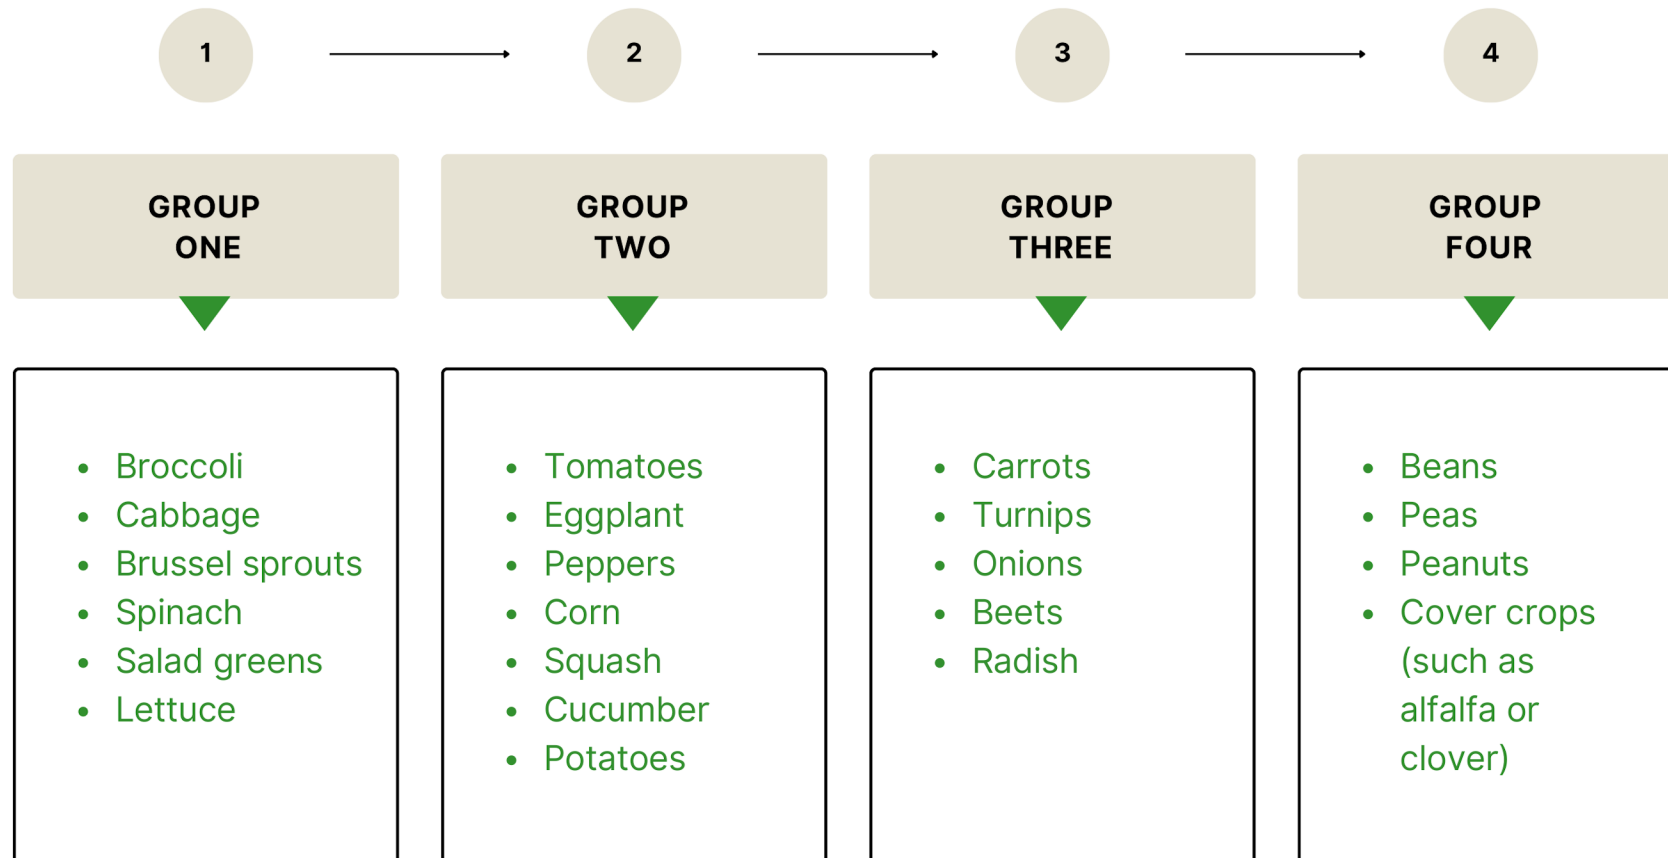 1
2
3
4
GROUP
ONE
GROUP
TWO
GROUP
THREE
GROUP
FOUR
• Broccoli
• Cabbage
• Brussel sprouts
• Spinach
• Salad greens
• Lettuce
• Tomatoes
• Eggplant
• Peppers
• Corn
• Squash
• Cucumber
• Potatoes
• Carrots
• Turnips
• Onions
• Beets
• Radish
• Beans
• Peas
• Peanuts
• Cover crops
(such as
alfalfa or
clover)